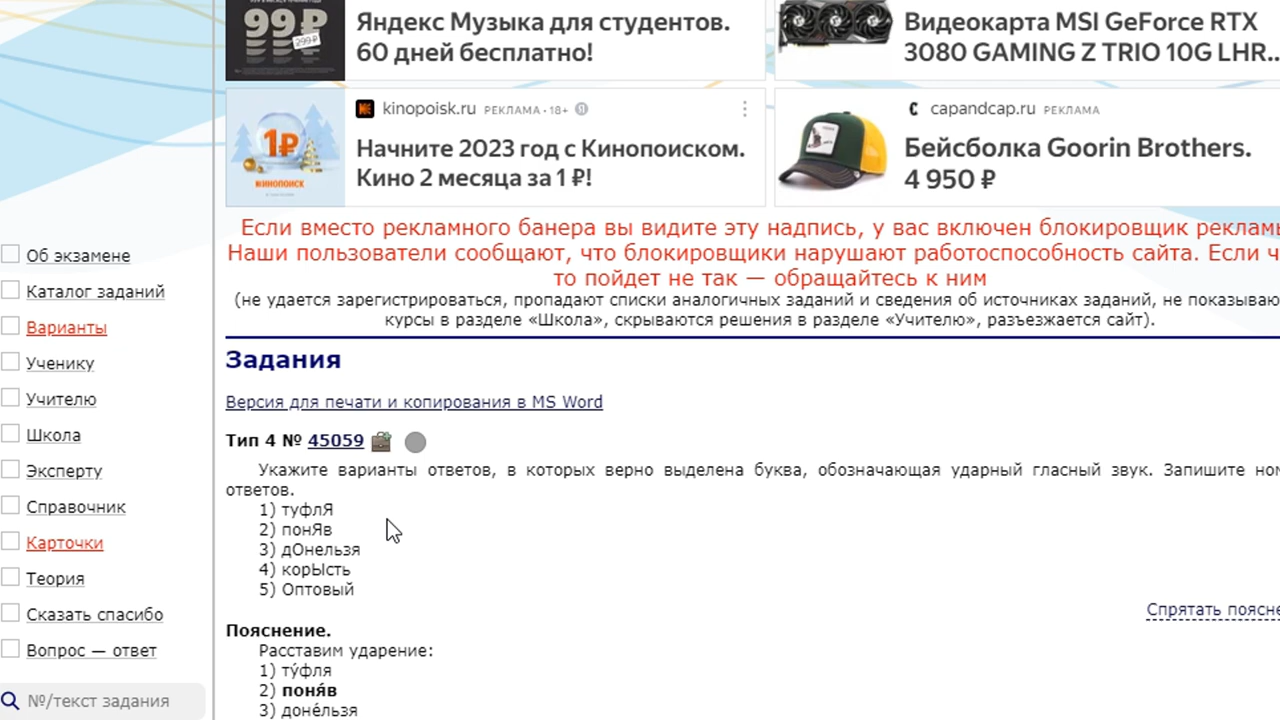 99 ₽
299 ₽
Яндекс Музыка для студентов.
60 дней бесплатно!
Видеокарта MSI GeForce RTX
3080 GAMING Z TRIO 10G LHR...
1₽
КИНОПОИСК
kinopoisk.ru РЕКЛАМА • 18+
Начните 2023 год с Кинопоиском.
Кино 2 месяца за 1 ₽!
capandcap.ru РЕКЛАМА
Бейсболка Goorin Brothers.
4 950 ₽
Если вместо рекламного банера вы видите эту надпись, у вас включен блокировщик
Наши пользователи сообщают, что блокировщики нарушают работоспособность сайта. Если
то пойдет не так — обращайтесь к ним
(не удается зарегистрироваться, пропадают списки аналогичных заданий и сведения об источниках заданий, не
курсы в разделе «Школа», скрываются решения в разделе «Учителю», разъезжается сайт).
Об экзамене
Каталог заданий
Варианты
Ученику
Учителю
Школа
Эксперту
Справочник
Карточки
Теория
Сказать спасибо
Вопрос — ответ
№/текст задания
Задания
Версия для печати и копирования в MS Word
Тип 4 № 45059
Укажите варианты ответов, в которых верно выделена буква, обозначающая ударный гласный звук. Запишите
ответов.
1) туфлЯ
2) понЯв
3) дОнельзя
4) корЫсть
5) Оптовый
Спрятать
Пояснение.
Расставим ударение:
1) ту́фля
2) поня́в
3) доне́льзя